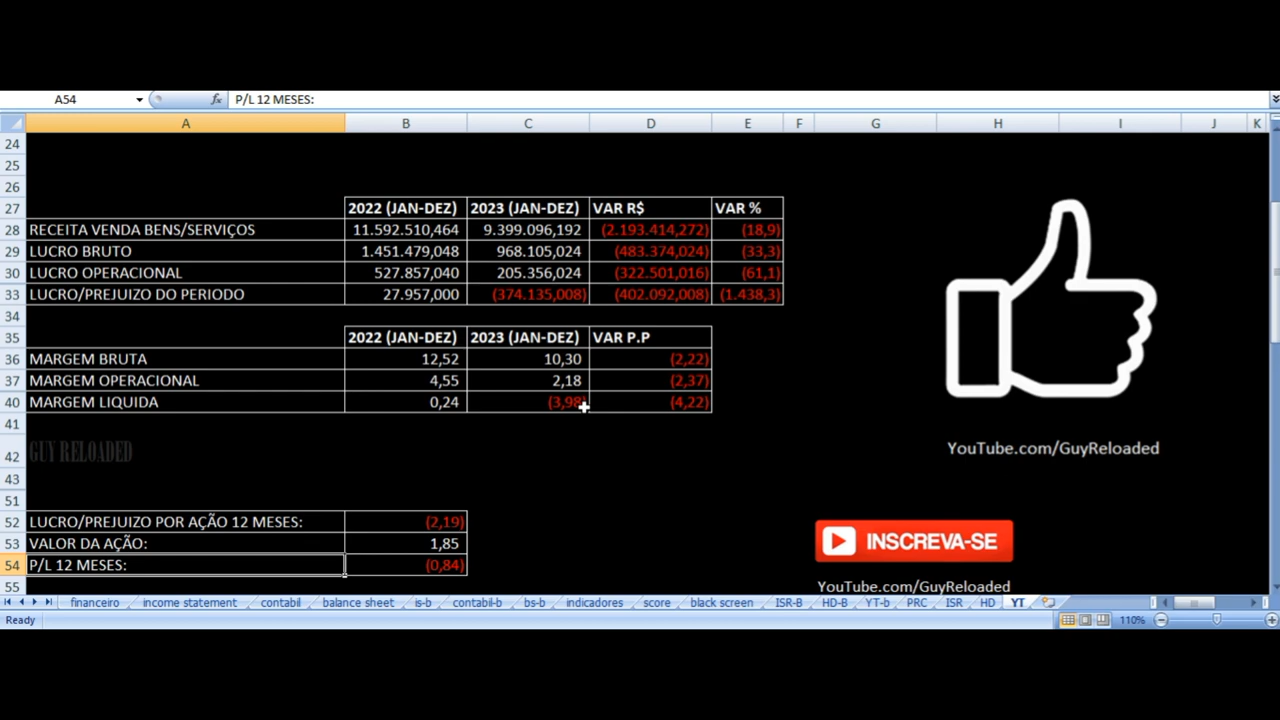 A54 fx P/L 12 MESES:
A B C D E F G H I J K
24
25
26
27 2022 (JAN-DEZ) 2023 (JAN-DEZ) VAR R$ VAR %
28 RECEITA VENDA BENS/SERVIÇOS 11.592.510,464 9.399.096,192 (2.193.414,272) (18,9)
29 LUCRO BRUTO 1.451.479,048 968.105,024 (483.374,024) (33,3)
30 LUCRO OPERACIONAL 527.857,040 205.356,024 (322.501,016) (61,1)
33 LUCRO/PREJUIZO DO PERIODO 27.957,000 (374.135,008) (402.092,008) (1.438,3)
34
35 2022 (JAN-DEZ) 2023 (JAN-DEZ) VAR P.P
36 MARGEM BRUTA 12,52 10,30 (2,22)
37 MARGEM OPERACIONAL 4,55 2,18 (2,37)
40 MARGEM LIQUIDA 0,24 (3,98) (4,22)
41
42 GUY RELOADED
YouTube.com/GuyReloaded
43
51
52 LUCRO/PREJUIZO POR AÇÃO 12 MESES: (2,19)
53 VALOR DA AÇÃO: 1,85
INSCREVA-SE
54 P/L 12 MESES: (0,84)
55
YouTube.com/GuyReloaded
financeiro income statement contabil balance sheet is-b contabil-b bs-b indicadores score black screen ISR-B HD-B YT-b PRC ISR HD YT
Ready 110%